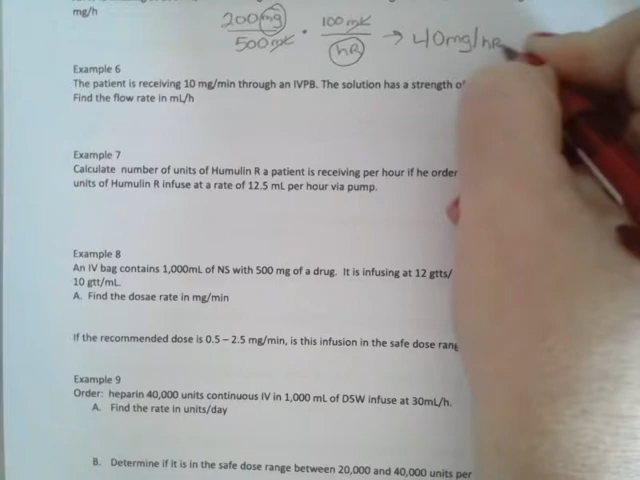 mg/h
200mg / 500mL · 100mL / hR → 40mg/hR
Example 6
The patient is receiving 10 mg/min through an IVPB. The solution has a strength of
Find the flow rate in mL/h
Example 7
Calculate number of units of Humulin R a patient is receiving per hour if he order
units of Humulin R infuse at a rate of 12.5 mL per hour via pump.
Example 8
An IV bag contains 1,000mL of NS with 500 mg of a drug. It is infusing at 12 gtts/
10 gtt/mL
A. Find the dosae rate in mg/min
If the recommended dose is 0.5 – 2.5 mg/min, is this infusion in the safe dose rang
Example 9
Order: heparin 40,000 units continuous IV in 1,000 mL of D5W infuse at 30mL/h.
A. Find the rate in units/day
B. Determine if it is in the safe dose range between 20,000 and 40,000 units per